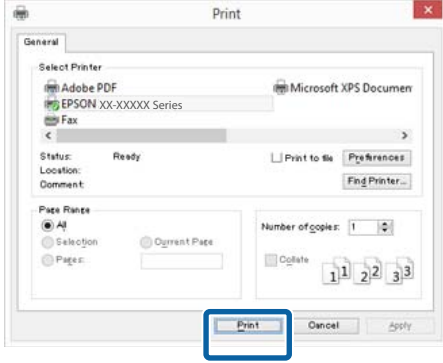 Print
General
Select Printer
Adobe PDF
Microsoft XPS Documen
EPSON XX-XXXXX Series
Fax
Status: Ready
Print to file
Preferences
Location:
Comment:
Find Printer...
Page Range
All
Selection
Current Page
Pages:
Number of copies: 1
Collate
1 1 2 2 3 3
Print
Cancel
Apply